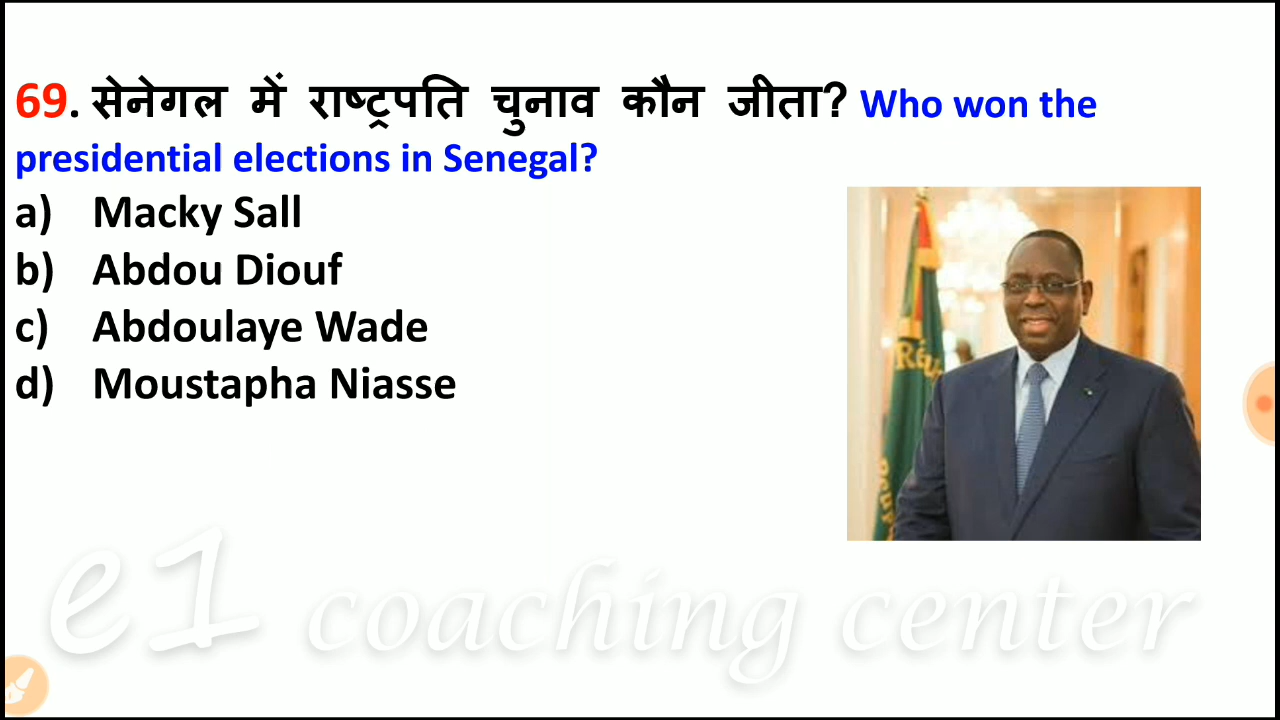 69. सेनेगल में राष्ट्रपति चुनाव कौन जीता? Who won the
presidential elections in Senegal?
a) Macky Sall
b) Abdou Diouf
c) Abdoulaye Wade
d) Moustapha Niasse
e1 coaching center